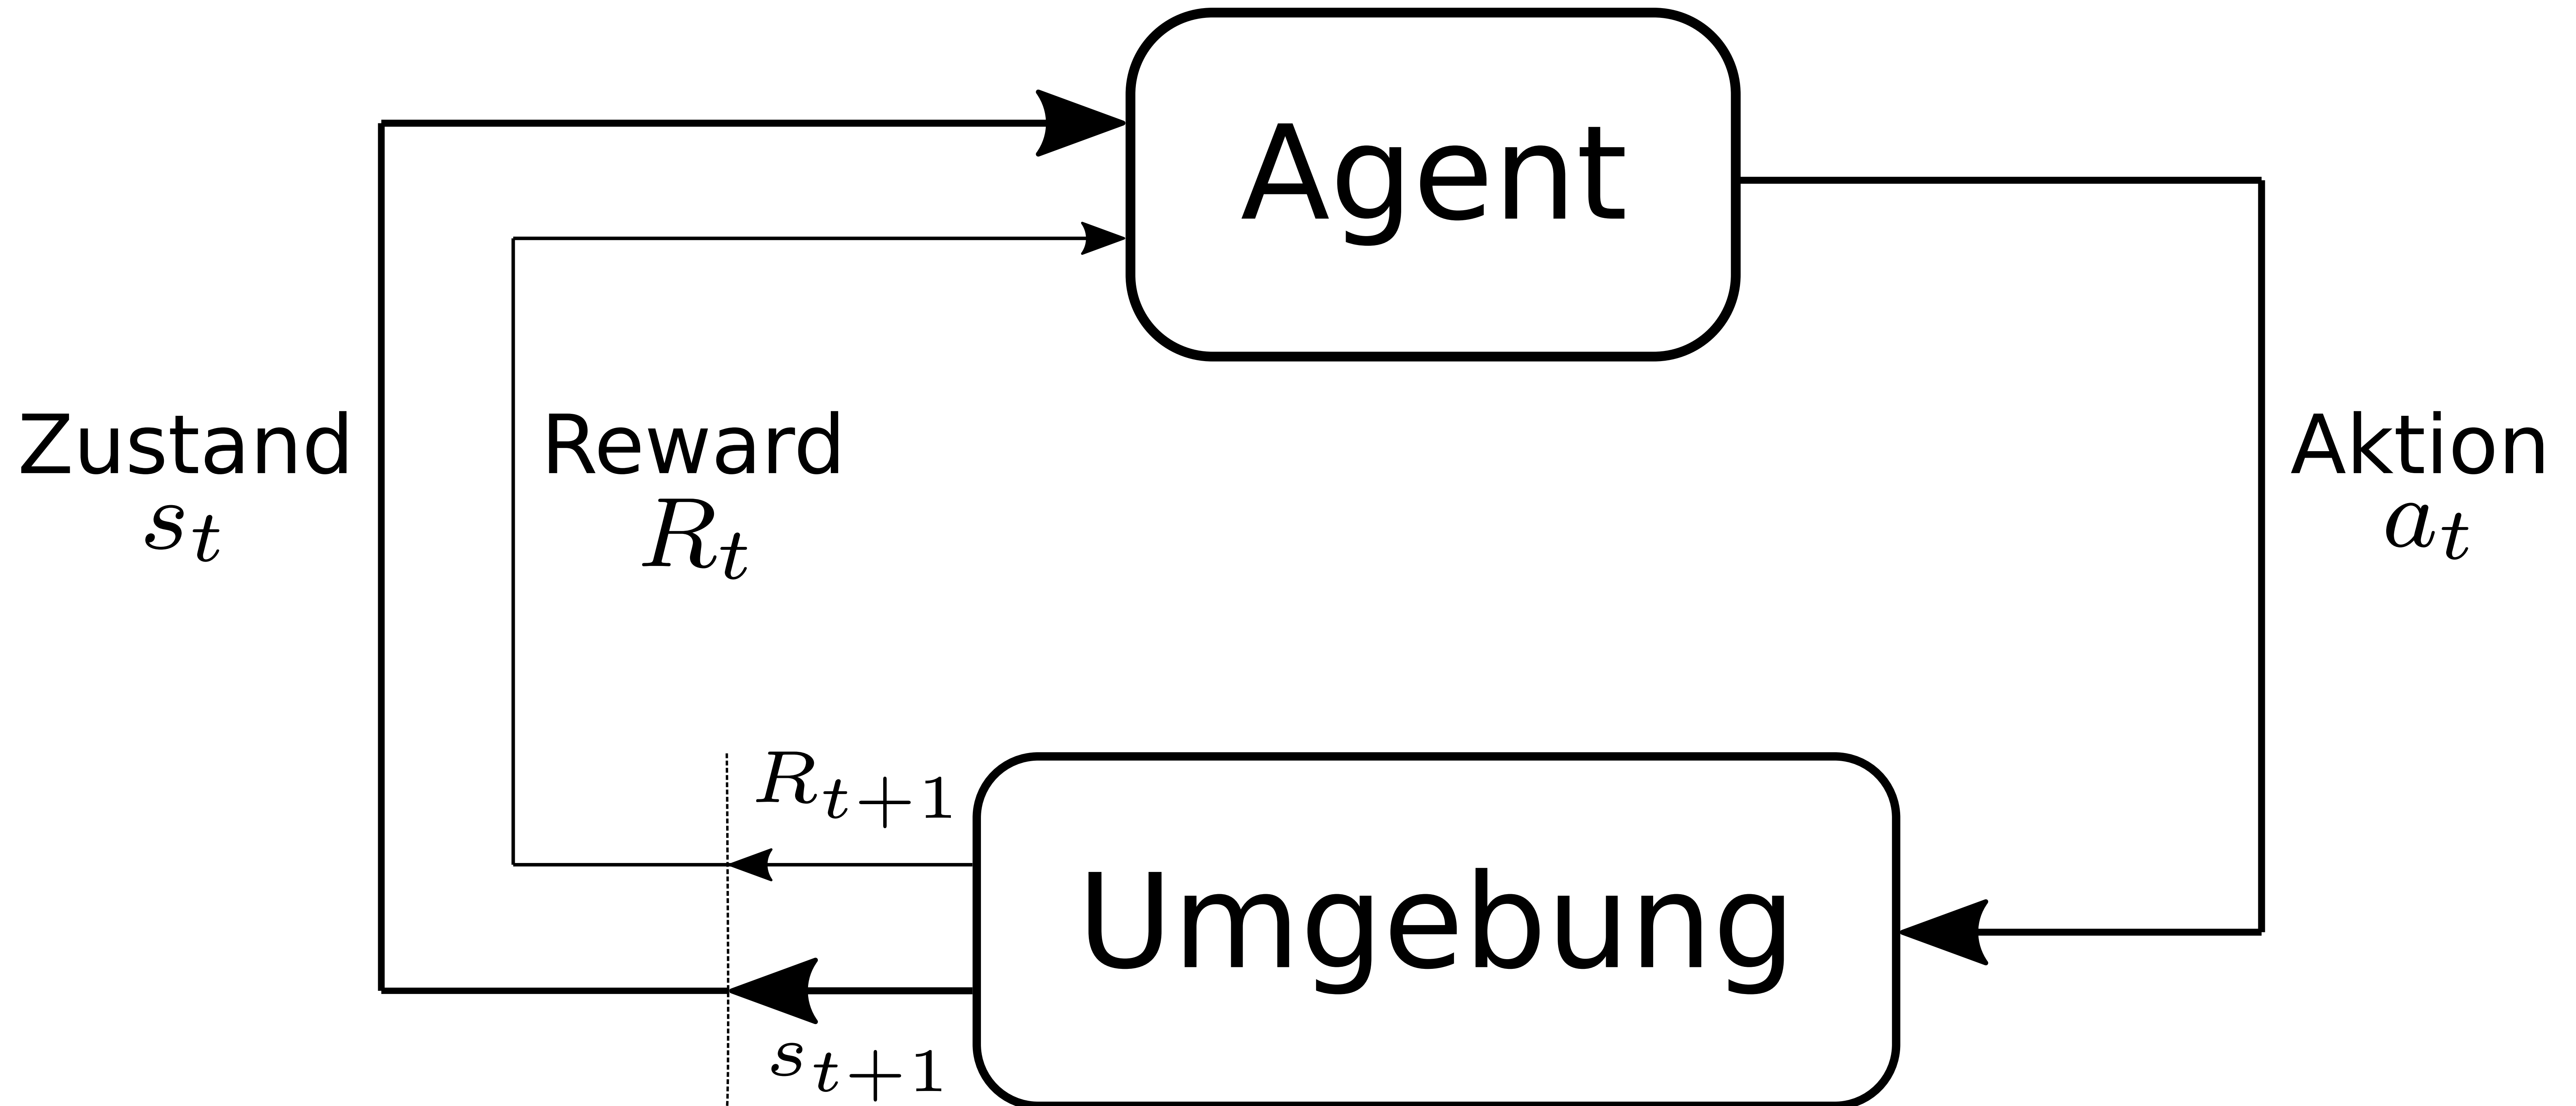 Agent
Zustand
s_t
Reward
R_t
Aktion
a_t
R_{t+1}
Umgebung
s_{t+1}